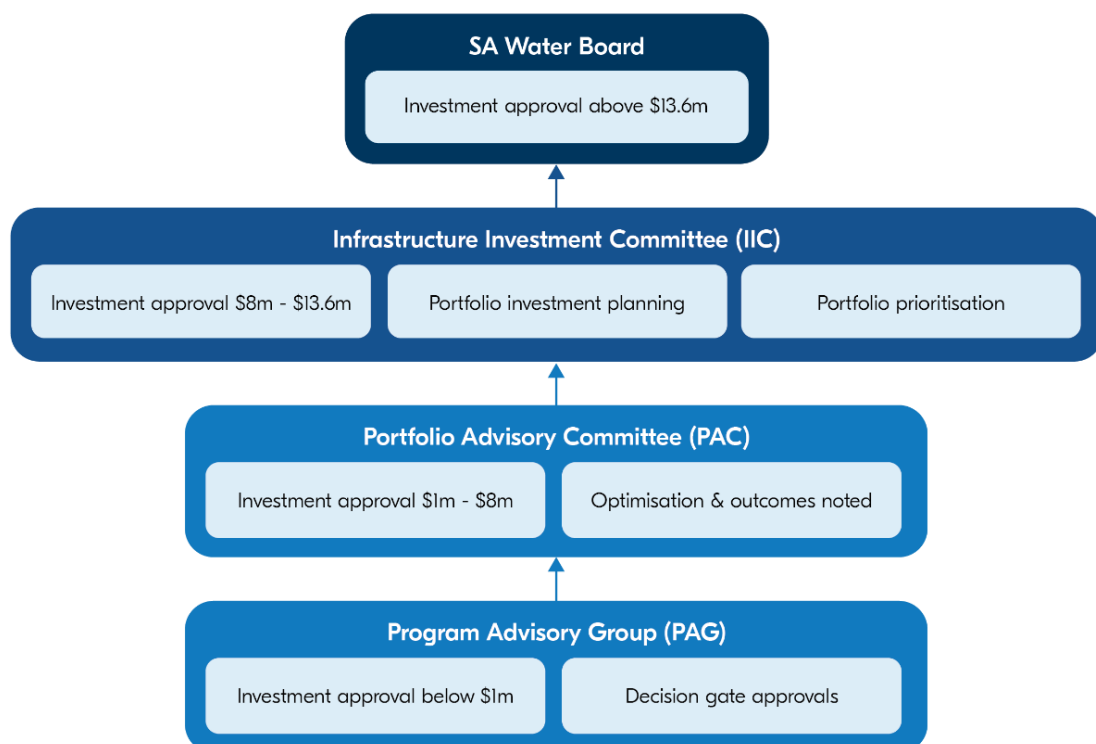 SA Water Board
Investment approval above $13.6m
Infrastructure Investment Committee (IIC)
Investment approval $8m - $13.6m
Portfolio investment planning
Portfolio prioritisation
Portfolio Advisory Committee (PAC)
Investment approval $1m - $8m
Optimisation & outcomes noted
Program Advisory Group (PAG)
Investment approval below $1m
Decision gate approvals